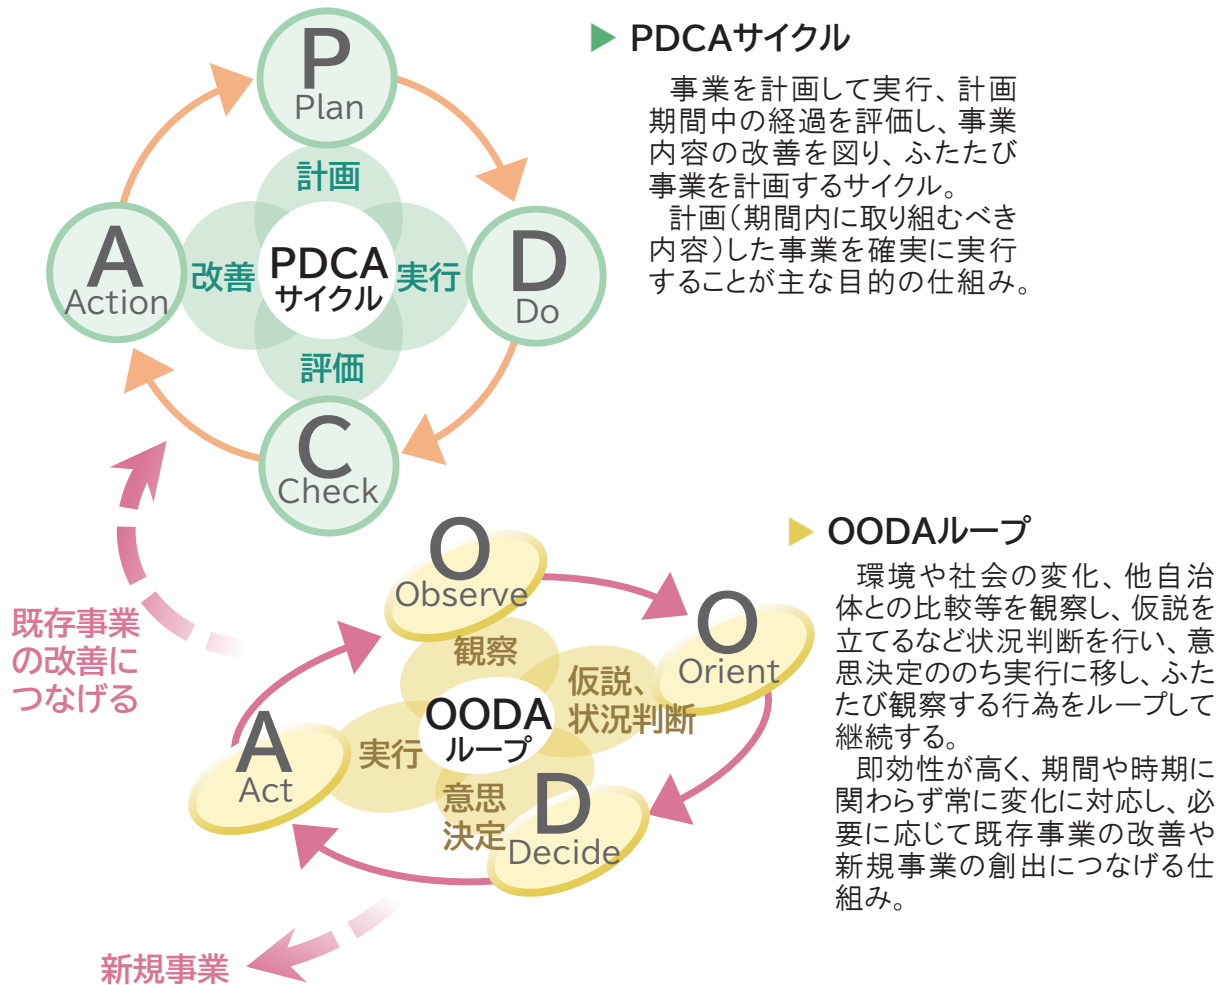 P
Plan
計画
A
Action
改善
PDCA
サイクル
実行
D
Do
評価
C
Check
▶ PDCAサイクル
事業を計画して実行、計画
期間中の経過を評価し、事業
内容の改善を図り、ふたたび
事業を計画するサイクル。
計画（期間内に取り組むべき
内容）した事業を確実に実行
することが主な目的の仕組み。
既存事業
の改善に
つなげる
O
Observe
観察
O
Orient
仮説、
状況判断
OODA
ループ
A
Act
実行
意思
決定
D
Decide
新規事業
▶ OODAループ
環境や社会の変化、他自治
体との比較等を観察し、仮説を
立てるなど状況判断を行い、意
思決定ののち実行に移し、ふた
たび観察する行為をループして
継続する。
即効性が高く、期間や時期に
関わらず常に変化に対応し、必
要に応じて既存事業の改善や
新規事業の創出につなげる仕
組み。